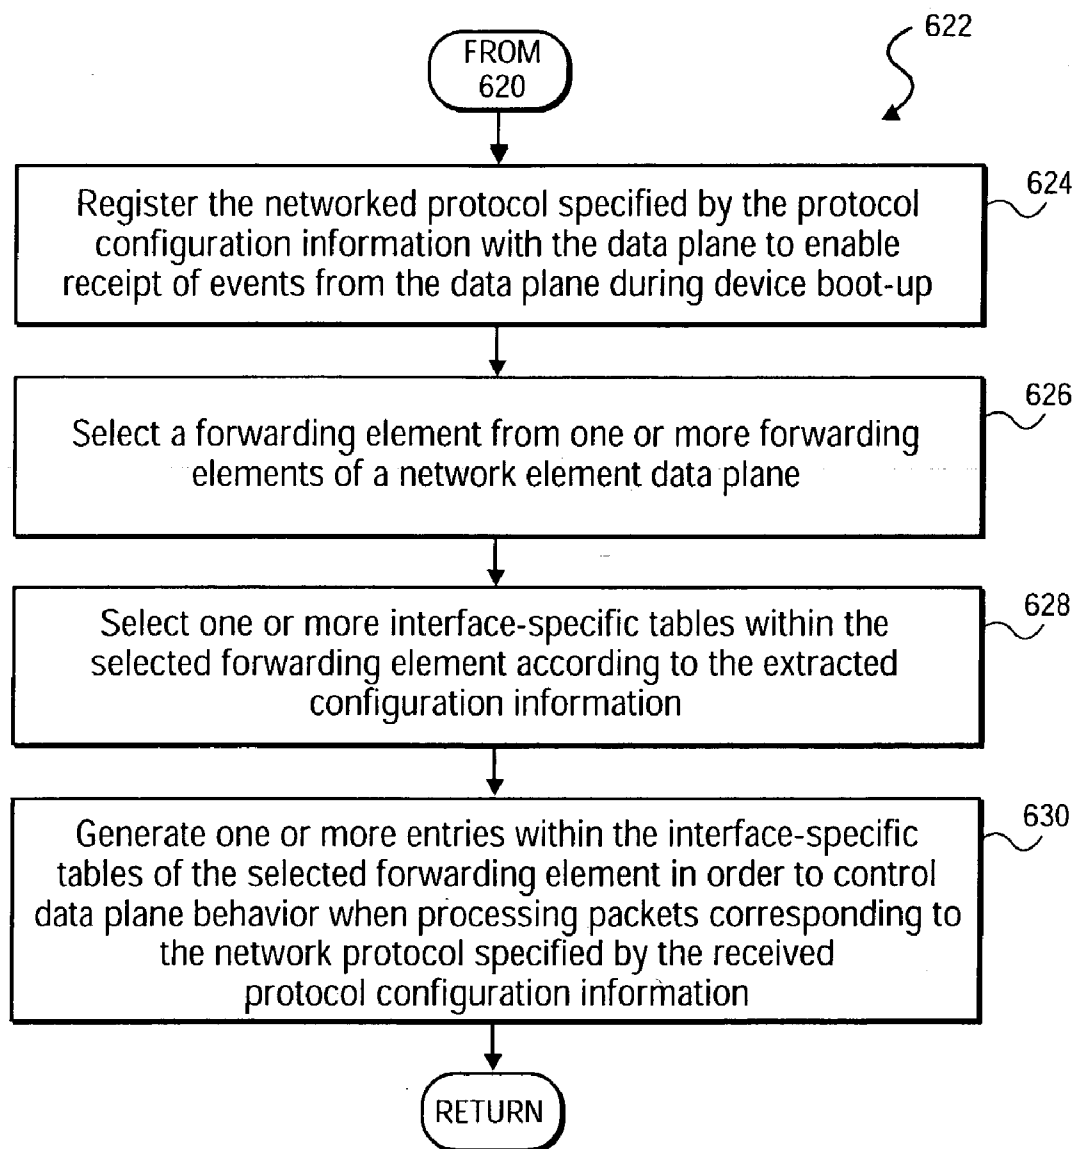 622
FROM
620
624
Register the networked protocol specified by the protocol
configuration information with the data plane to enable
receipt of events from the data plane during device boot-up
626
Select a forwarding element from one or more forwarding
elements of a network element data plane
628
Select one or more interface-specific tables within the
selected forwarding element according to the extracted
configuration information
630
Generate one or more entries within the interface-specific
tables of the selected forwarding element in order to control
data plane behavior when processing packets corresponding to
the network protocol specified by the received
protocol configuration information
RETURN